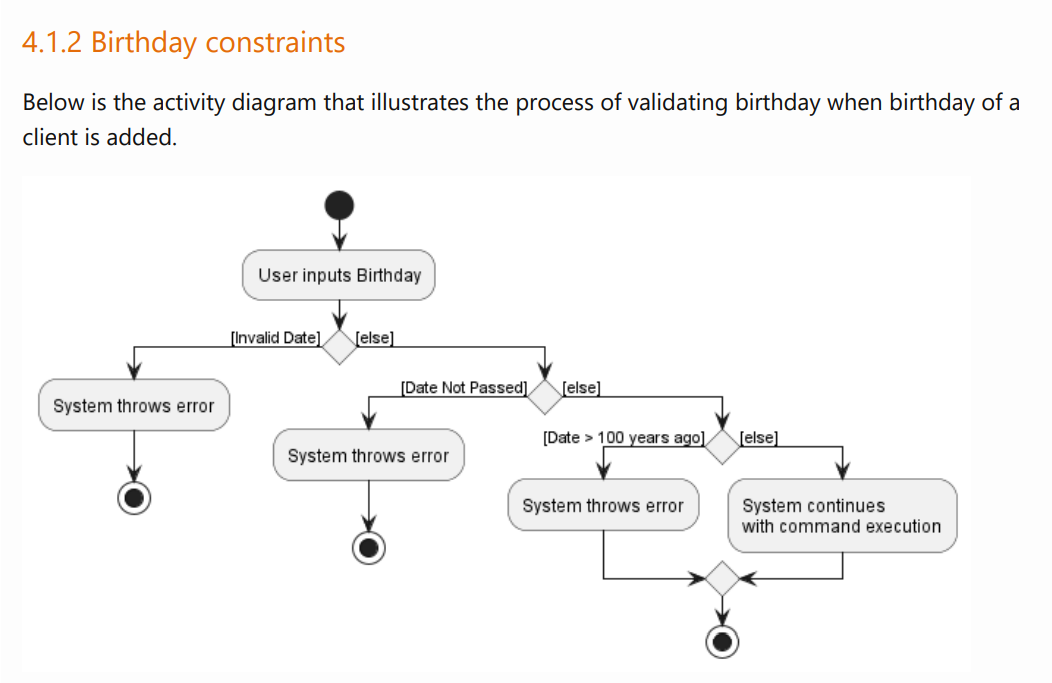 4.1.2 Birthday constraints
Below is the activity diagram that illustrates the process of validating birthday when birthday of a
client is added.
User inputs Birthday
[Invalid Date]
[else]
System throws error
[Date Not Passed]
[else]
System throws error
[Date > 100 years ago]
[else]
System throws error
System continues
with command execution